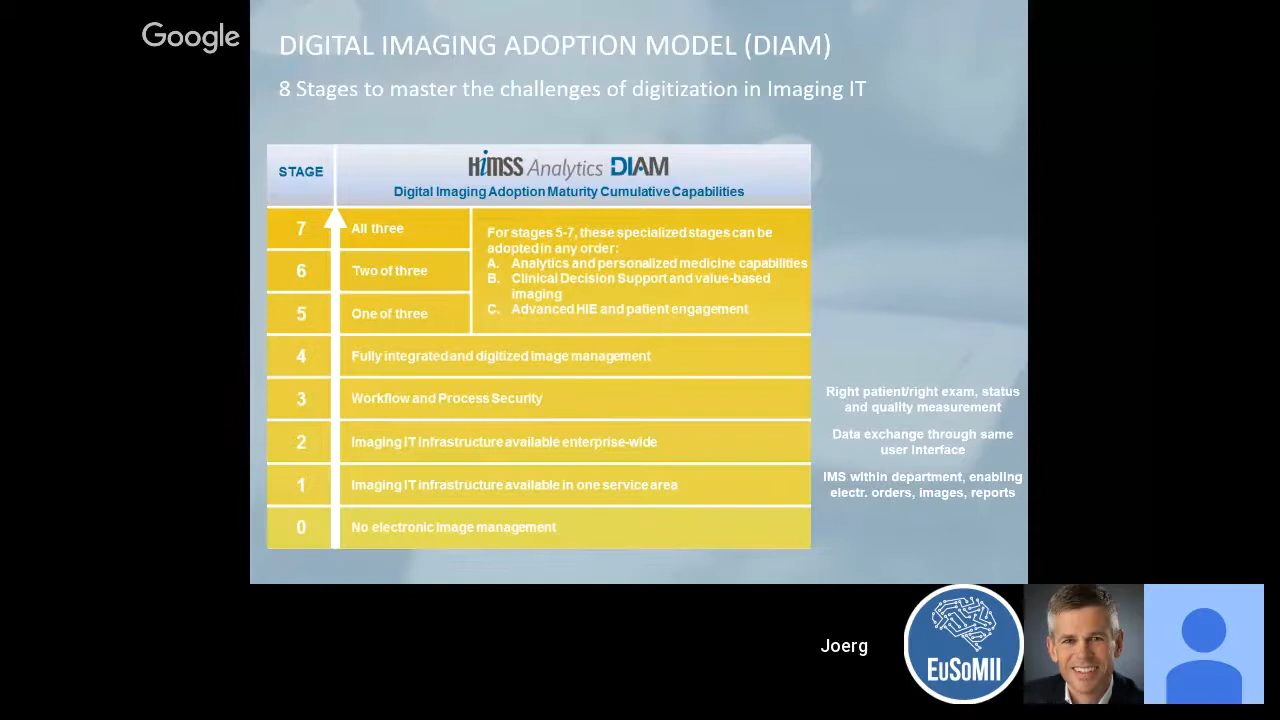 Google
DIGITAL IMAGING ADOPTION MODEL (DIAM)
8 Stages to master the challenges of digitization in Imaging IT
STAGE
HiMSS Analytics DIAM
Digital Imaging Adoption Maturity Cumulative Capabilities
7
All three
6
Two of three
5
One of three
For stages 5-7, these specialized stages can be
adopted in any order:
A. Analytics and personalized medicine capabilities
B. Clinical Decision Support and value-based
imaging
C. Advanced HIE and patient engagement
4
Fully integrated and digitized image management
3
Workflow and Process Security
Right patient/right exam, status
and quality measurement
2
Imaging IT infrastructure available enterprise-wide
Data exchange through same
user interface
1
Imaging IT infrastructure available in one service area
IMS within department, enabling
electr. orders, images, reports
0
No electronic image management
Joerg
EuSoMII